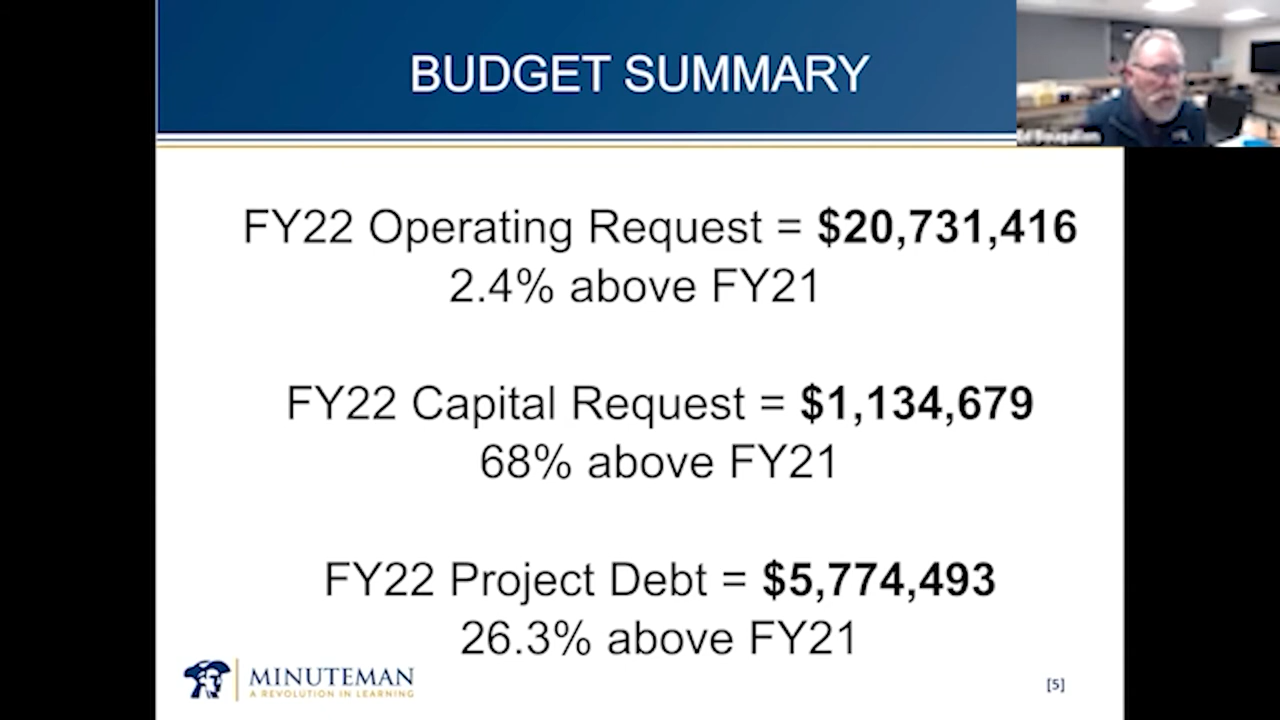 BUDGET SUMMARY
FY22 Operating Request = $20,731,416
2.4% above FY21
FY22 Capital Request = $1,134,679
68% above FY21
FY22 Project Debt = $5,774,493
26.3% above FY21
MINUTEMAN
A REVOLUTION IN LEARNING
[5]